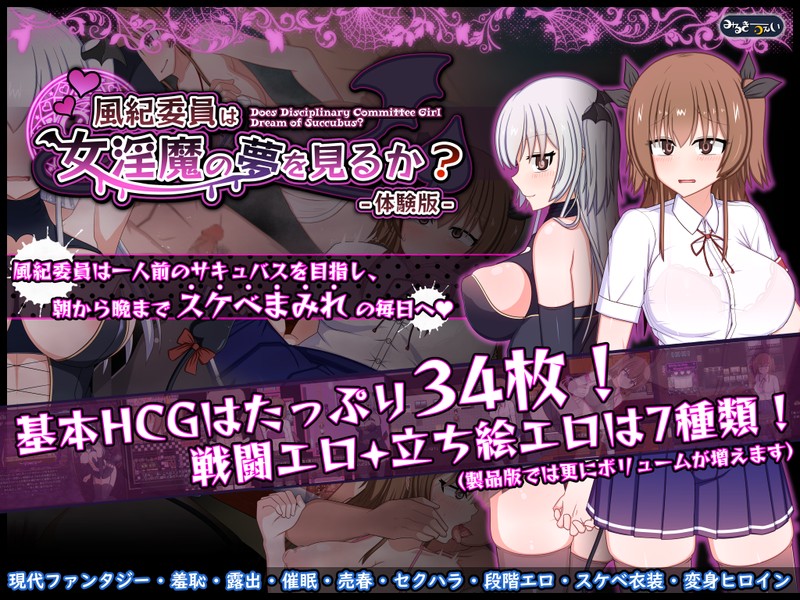 みるきーうぇい
風紀委員は
Does Disciplinary Committee Girl
Dream of Succubus?
女淫魔の夢を見るか？
-体験版-
風紀委員は一人前のサキュバスを目指し、
朝から晩までスケベまみれの毎日へ♥
基本HCGはたっぷり34枚！
戦闘エロ+立ち絵エロは7種類！
(製品版では更にボリュームが増えます)
現代ファンタジー・羞恥・露出・催眠・売春・セクハラ・段階エロ・スケベ衣装・変身ヒロイン